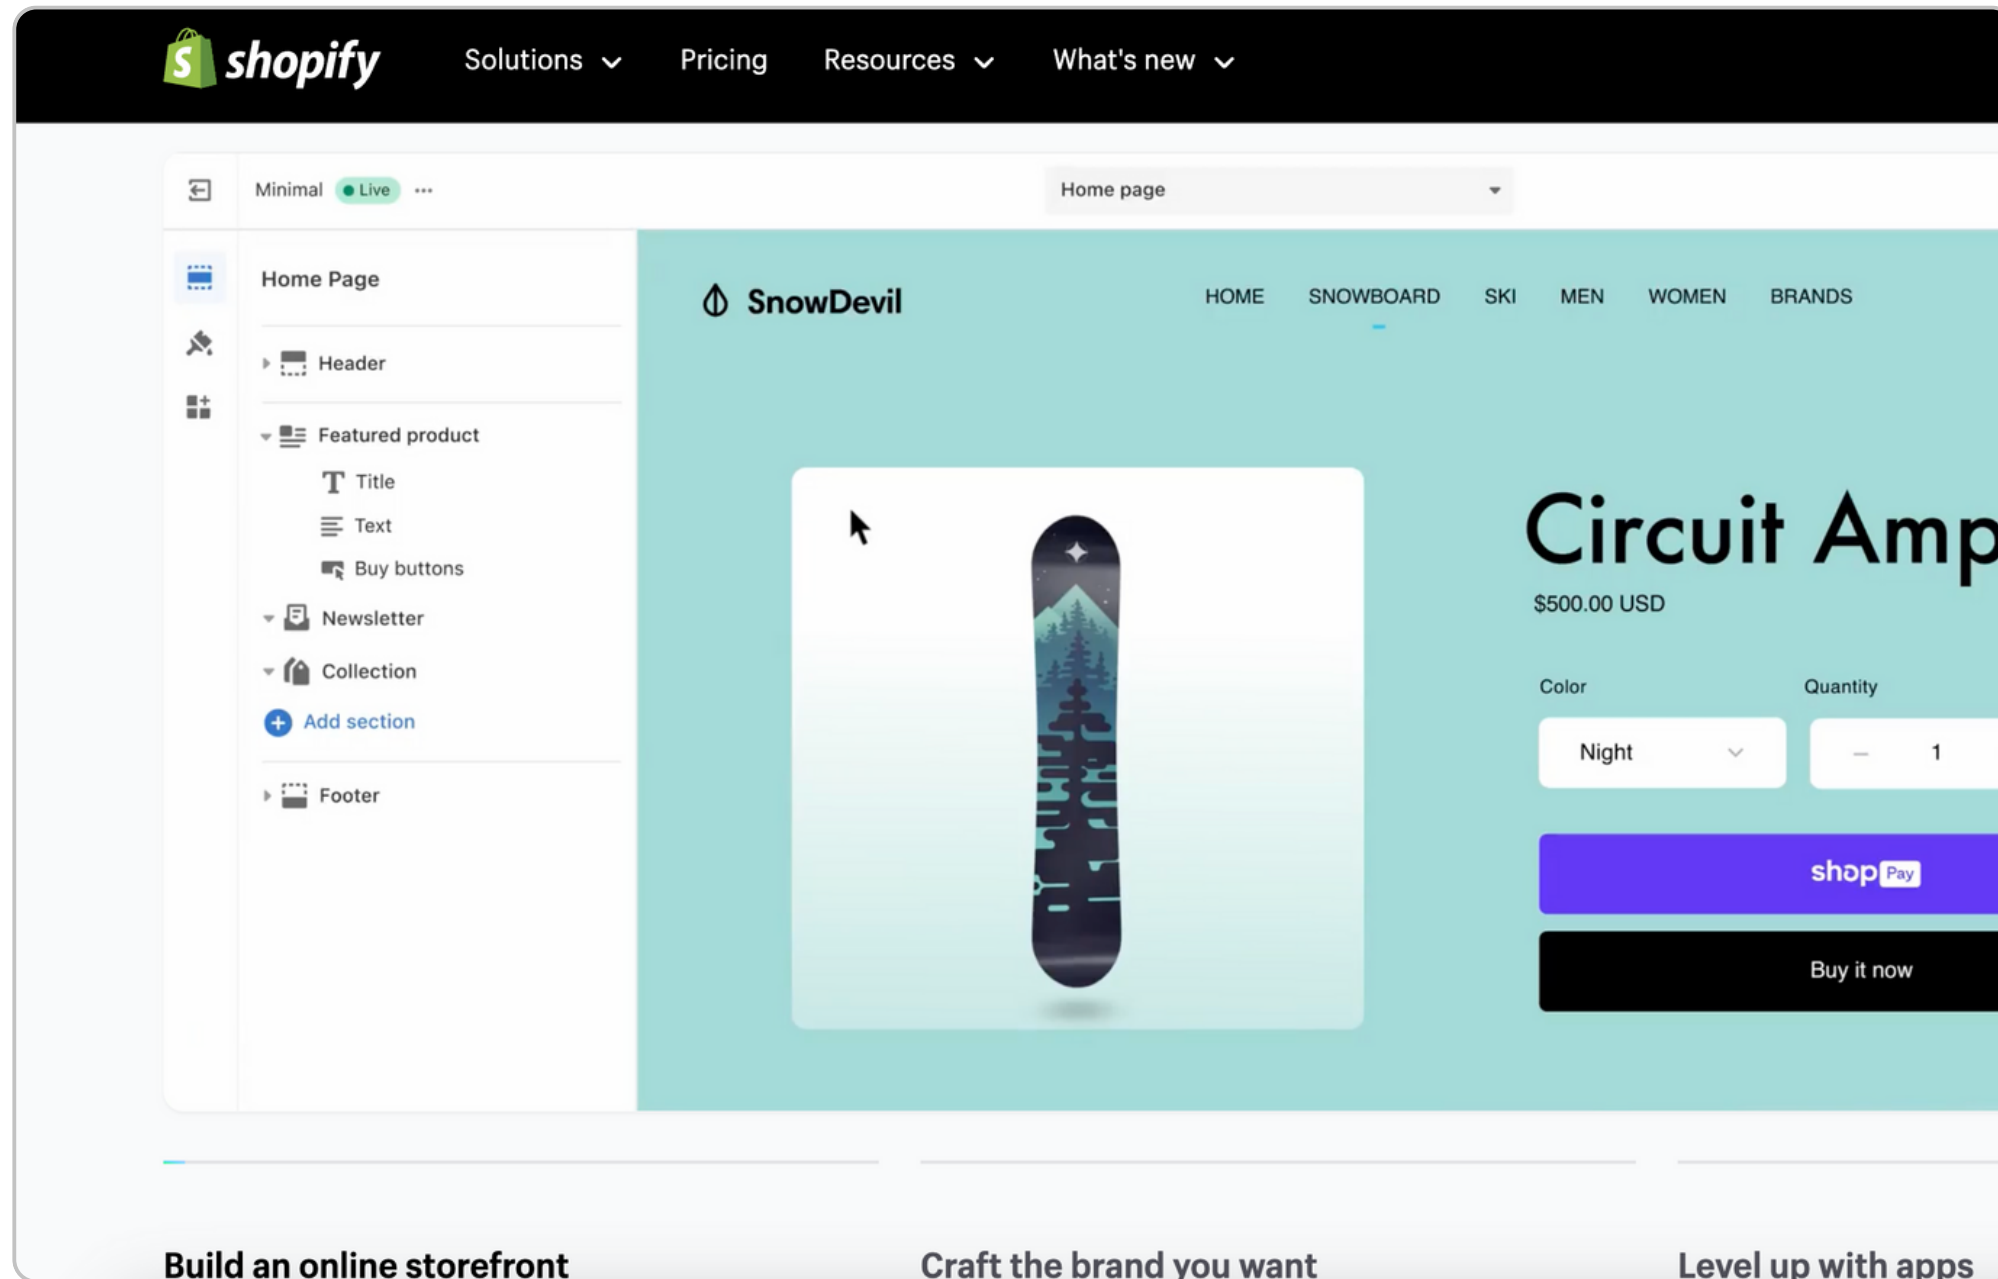 shopify Solutions Pricing Resources What's new
Minimal Live ... Home page
Home Page
Header
Featured product
Title
Text
Buy buttons
Newsletter
Collection
Add section
Footer
SnowDevil HOME SNOWBOARD SKI MEN WOMEN BRANDS
Circuit Amp
$500.00 USD
Color Quantity
Night 1
shop Pay
Buy it now
Build an online storefront Craft the brand you want Level up with apps